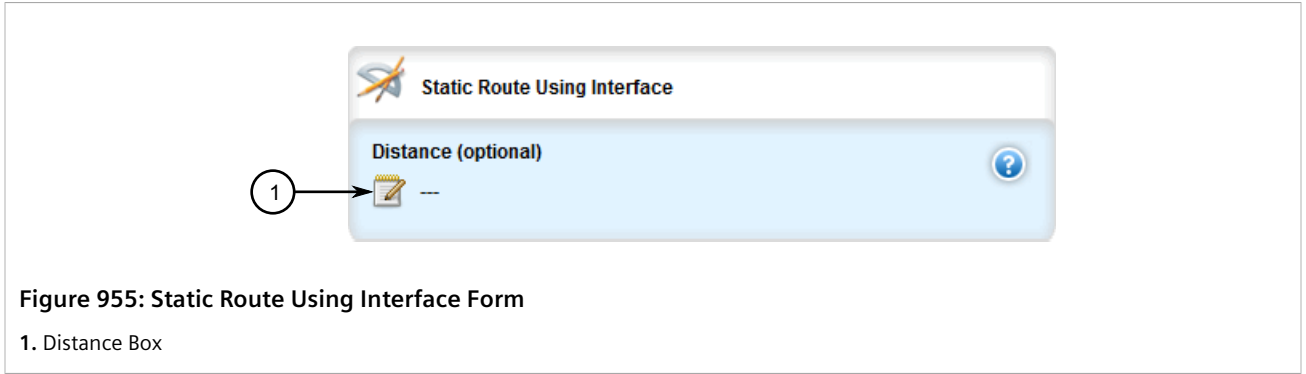 Static Route Using Interface
Distance (optional)
1
---
Figure 955: Static Route Using Interface Form
1. Distance Box